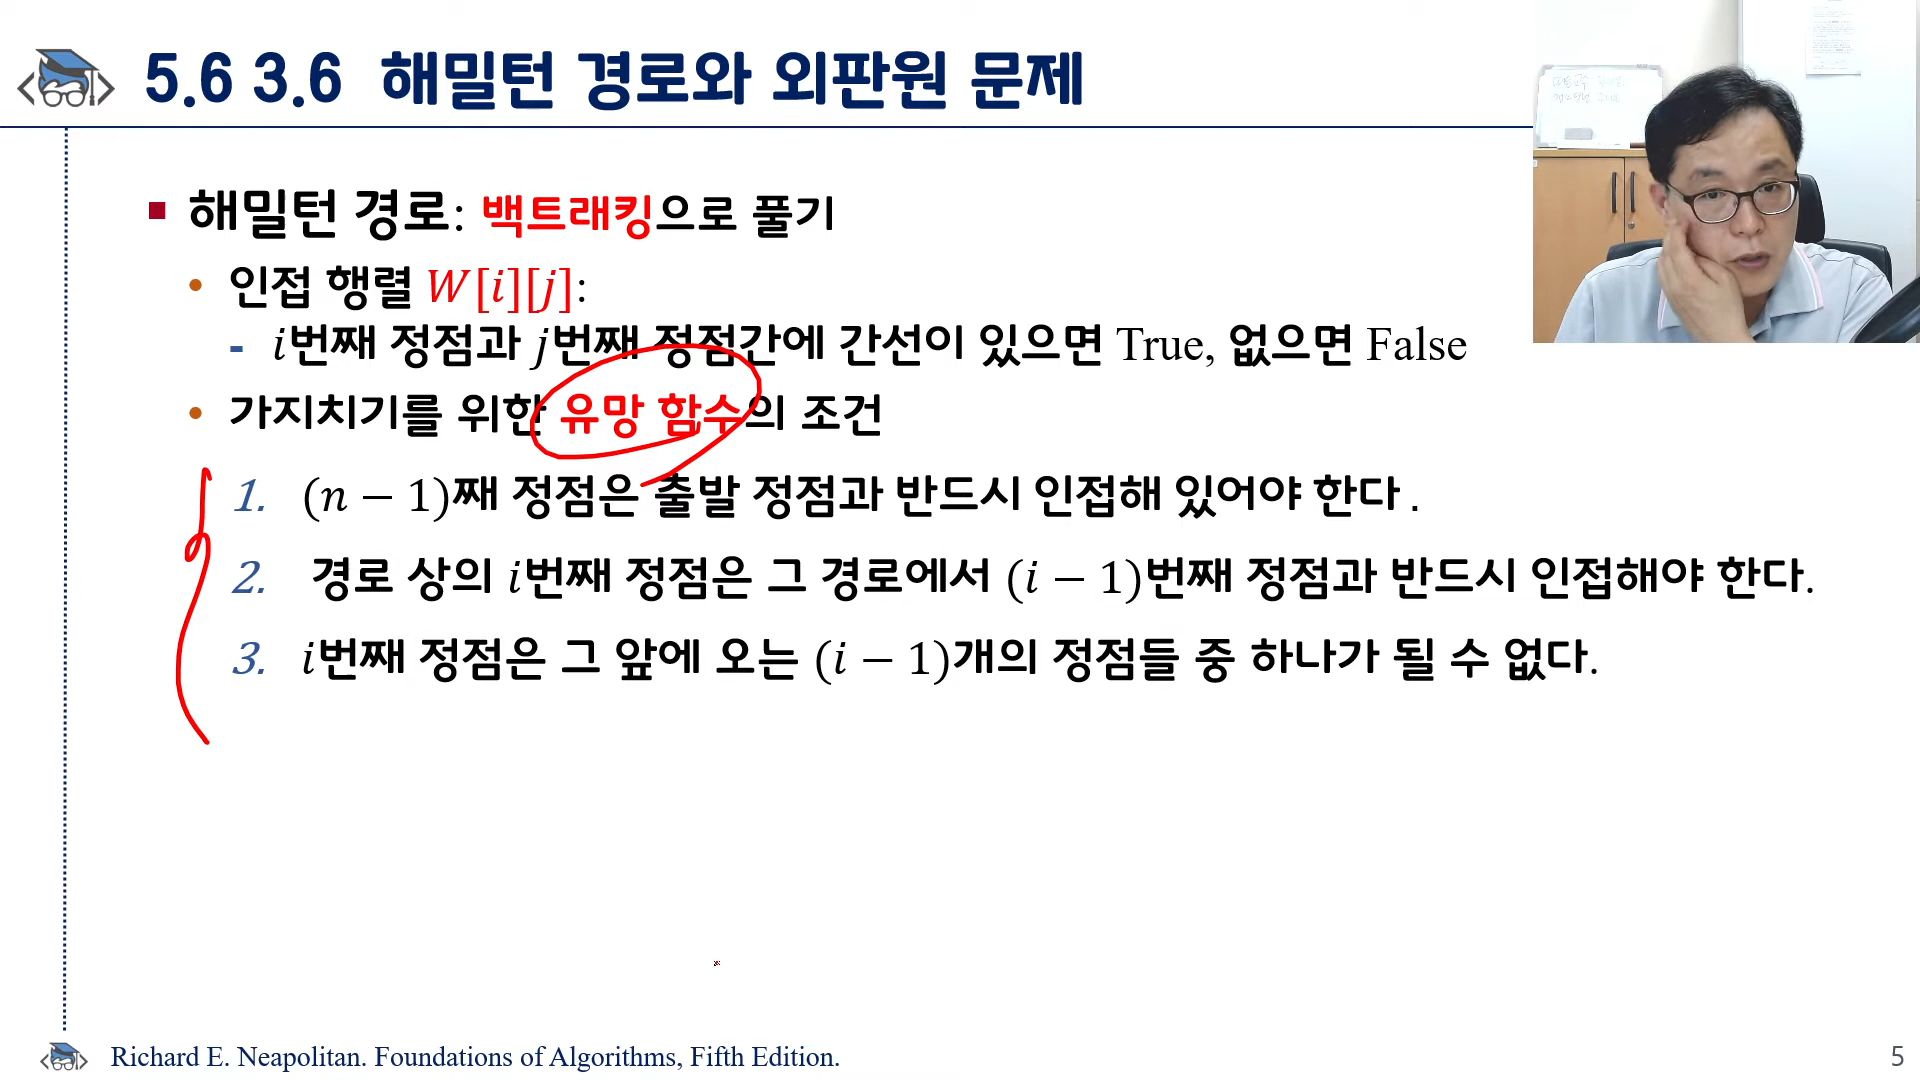 5.6 3.6 해밀턴 경로와 외판원 문제
해밀턴 경로: 백트래킹으로 풀기
인접 행렬 W[i][j]:
- i번째 정점과 j번째 정점간에 간선이 있으면 True, 없으면 False
가지치기를 위한 유망 함수의 조건
1. (n − 1)째 정점은 출발 정점과 반드시 인접해 있어야 한다.
2. 경로 상의 i번째 정점은 그 경로에서 (i − 1)번째 정점과 반드시 인접해야 한다.
3. i번째 정점은 그 앞에 오는 (i − 1)개의 정점들 중 하나가 될 수 없다.
Richard E. Neapolitan. Foundations of Algorithms, Fifth Edition.
5